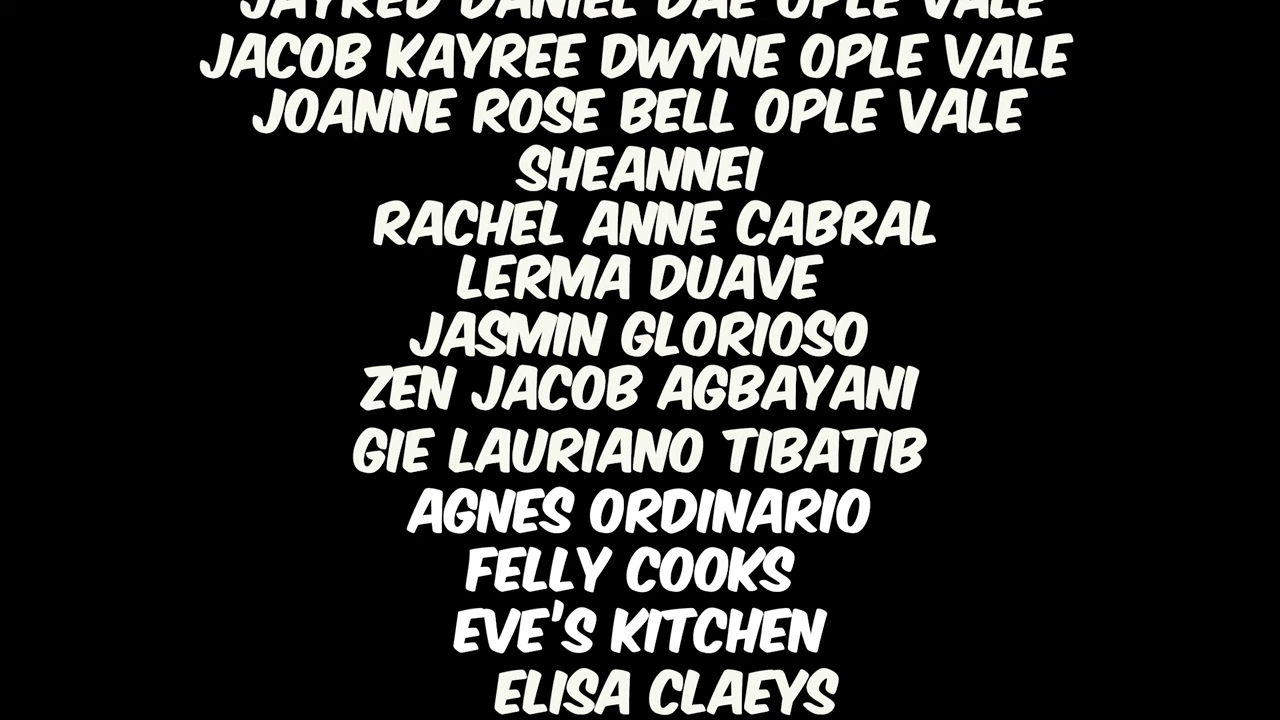 JAYRED DANIEL DAE OPLE VALE
JACOB KAYREE DWYNE OPLE VALE
JOANNE ROSE BELL OPLE VALE
SHEANNEI
RACHEL ANNE CABRAL
LERMA DUAVE
JASMIN GLORIOSO
ZEN JACOB AGBAYANI
GIE LAURIANO TIBATIB
AGNES ORDINARIO
FELLY COOKS
EVE'S KITCHEN
ELISA CLAEYS